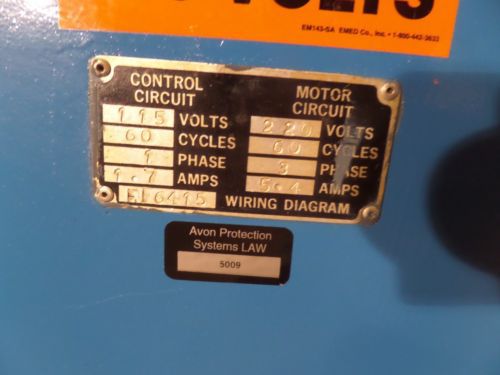 VOLTS
EM143-SA EMED Co., Inc. • 1-800-442-3633
CONTROL CIRCUIT
115 VOLTS
60 CYCLES
1 PHASE
1.7 AMPS
MOTOR CIRCUIT
220 VOLTS
60 CYCLES
3 PHASE
5.4 AMPS
WIRING DIAGRAM
Avon Protection
Systems LAW
5009